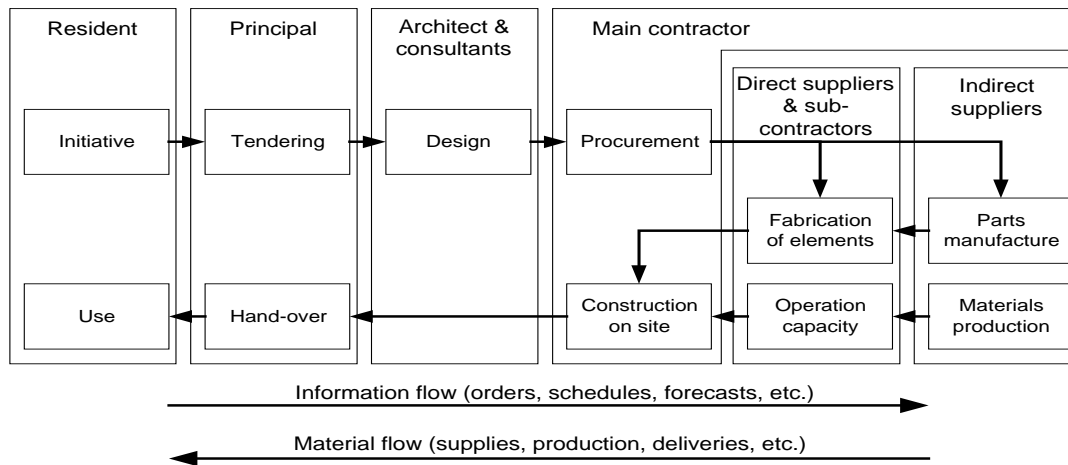 Resident
Principal
Architect &
consultants
Main contractor
Direct suppliers
& sub-
contractors
Indirect
suppliers
Initiative
Tendering
Design
Procurement
Fabrication
of elements
Parts
manufacture
Use
Hand-over
Construction
on site
Operation
capacity
Materials
production
Information flow (orders, schedules, forecasts, etc.)
Material flow (supplies, production, deliveries, etc.)